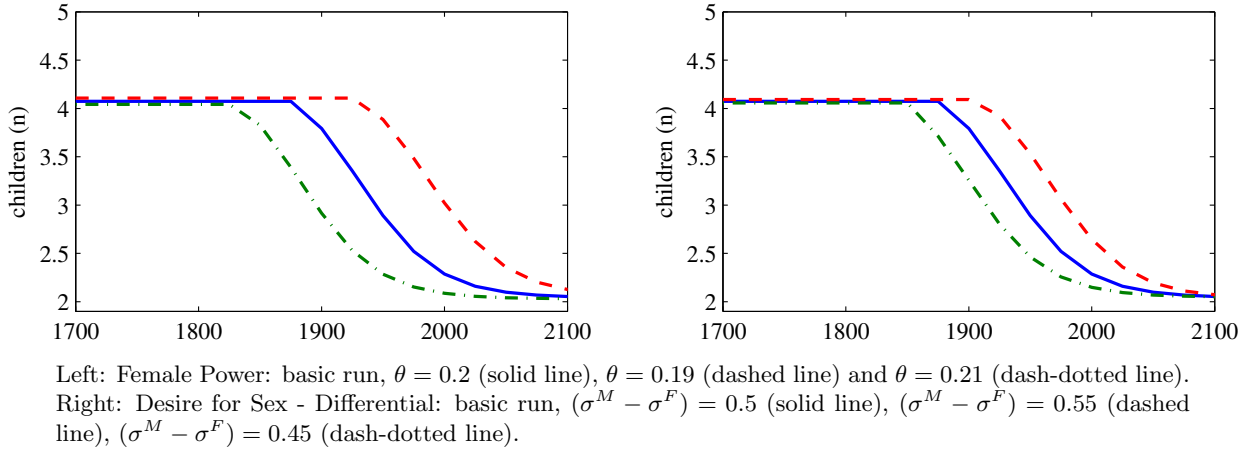 5
4.5
4
3.5
3
2.5
2
children (n)
1700 1800 1900 2000 2100
5
4.5
4
3.5
3
2.5
2
children (n)
1700 1800 1900 2000 2100
Left: Female Power: basic run, θ = 0.2 (solid line), θ = 0.19 (dashed line) and θ = 0.21 (dash-dotted line).
Right: Desire for Sex - Differential: basic run, (σ^M − σ^F) = 0.5 (solid line), (σ^M − σ^F) = 0.55 (dashed
line), (σ^M − σ^F) = 0.45 (dash-dotted line).